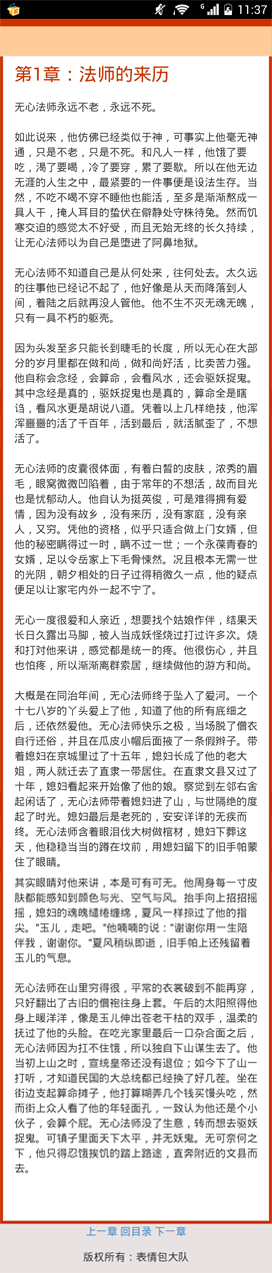 G
11:37
第1章：法师的来历
无心法师永远不老，永远不死。
如此说来，他仿佛已经类似于神，可事实上他毫无神
通，只是不老，只是不死。和凡人一样，他饿了要
吃，渴了要喝，冷了要穿，累了要歇。所以在他无边
无涯的人生之中，最紧要的一件事便是设法生存。当
然，不吃不喝不穿不睡他也能活，至多是渐渐熬成一
具人干，掩人耳目的蛰伏在僻静处守株待兔。然而饥
寒交迫的感觉太不好受，而且无始无终的长久持续，
让无心法师以为自己是堕进了阿鼻地狱。
无心法师不知道自己是从何处来，往何处去。太久远
的往事他已经记不起了，他好像是从天而降落到人
间，着陆之后就再没人管他。他不生不灭无魂无魄，
只有一具不朽的躯壳。
因为头发至多只能长到睫毛的长度，所以无心在大部
分的岁月里都在做和尚，做和尚好活，比卖苦力强。
他自称会念经，会算命，会看风水，还会驱妖捉鬼。
其中念经是真的，驱妖捉鬼也是真的，算命全是瞎
诌，看风水更是胡说八道。凭着以上几样绝技，他浑
浑噩噩的活了千百年，活到最后，就活腻歪了，不想
活了。
无心法师的皮囊很体面，有着白皙的皮肤，浓秀的眉
毛，眼窝微微凹陷着，由于常年的不想活，故而目光
也是忧郁动人。他自认为挺英俊，可是难得拥有爱
情，因为没有故乡，没有来历，没有家庭，没有亲
人，又穷。凭他的资格，似乎只适合做上门女婿，但
他的秘密瞒得过一时，瞒不过一世；一个永葆青春的
女婿，足以令岳家上下毛骨悚然。况且根本无需一世
的光阴，朝夕相处的日子过得稍微久一点，他的疑点
便足以让家宅内外一起不宁了。
无心一度很爱和人亲近，想要找个姑娘作伴，结果天
长日久露出马脚，被人当成妖怪烧过打过许多次。烧
和打对他来讲，感觉都是统一的疼。他很伤心，并且
也怕疼，所以渐渐离群索居，继续做他的游方和尚。
大概是在同治年间，无心法师终于坠入了爱河。一个
十七八岁的丫头爱上了他，知道了他的所有底细之
后，还依然爱他。无心法师快乐之极，当场脱了僧衣
自行还俗，并且在瓜皮小帽后面掖了一条假辫子。带
着媳妇在京城里过了十五年，媳妇长成了他的老大
姐，两人就迁去了直隶一带居住。在直隶文县又过了
十年，媳妇看起来开始像了他的娘。察觉到左邻右舍
起闲话了，无心法师带着媳妇进了山，与世隔绝的度
起了时光。媳妇最后是老死的，安安详详的无疾而
终。无心法师含着眼泪伐大树做棺材，媳妇下葬这
天，他稳稳当当的蹲在坟前，用媳妇留下的旧手帕蒙
住了眼睛。
其实眼睛对他来讲，本是可有可无。他周身每一寸皮
肤都能感知到颜色与光、空气与风。抬手向上招招摇
摇，媳妇的魂魄缱绻缠绵，夏风一样掠过了他的指
尖。"玉儿，走吧。"他喃喃的说："谢谢你用一生陪
伴我，谢谢你。"夏风稍纵即逝，旧手帕上还残留着
玉儿的气息。
无心法师在山里穷得很，平常的衣裳破到不能再穿，
只好翻出了古旧的僧袍往身上套。午后的太阳照得他
身上暖洋洋，像是玉儿伸出苍老干枯的双手，温柔的
抚过了他的头脸。在吃光家里最后一口杂合面之后，
无心法师因为扛不住饿，所以独自下山谋生去了。他
当初上山之时，宣统皇帝还没有退位；如今下了山一
打听，才知道民国的大总统都已经换了好几茬。坐在
街边支起算命摊子，他打算糊弄几个钱买馒头吃，然
而街上众人看了他的年轻面孔，一致认为他还是个小
伙子，会算个屁。无心法师没了生意，转而想去驱妖
捉鬼。可镇子里面天下太平，并无妖鬼。无可奈何之
下，他只得忍饿挨饥的踏上路途，直奔附近的文县而
去。
上一章 回目录 下一章
版权所有：表情包大队